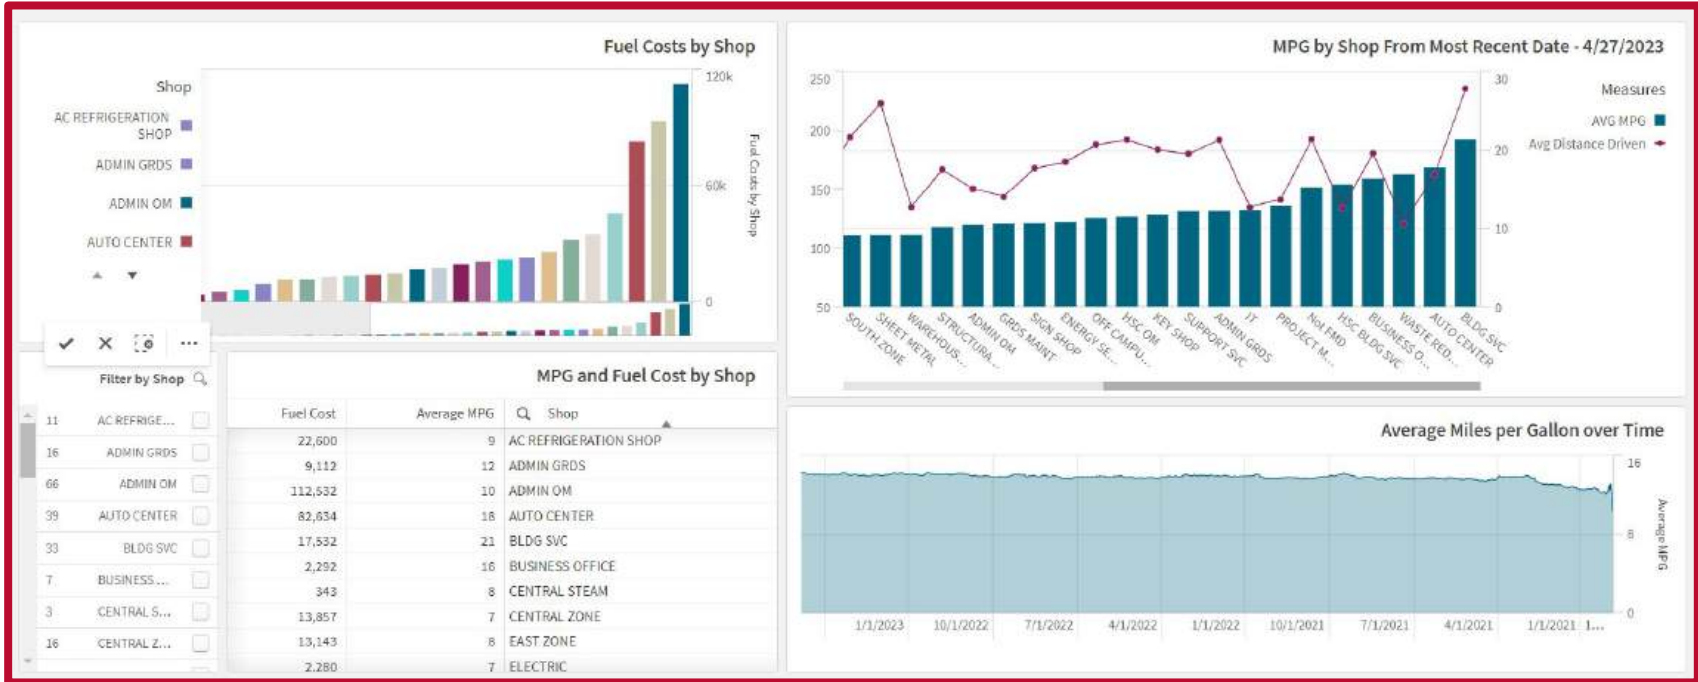 Fuel Costs by Shop
Shop
AC REFRIGERATION
SHOP
ADMIN GRDS
ADMIN OM
AUTO CENTER
120k
60k
0
Fuel Costs by Shop
MPG by Shop From Most Recent Date - 4/27/2023
250
200
150
100
50
30
20
10
0
Measures
AVG MPG
Avg Distance Driven
SOUTH ZONE
SHEET METAL
WAREHOUS...
STRUCTURA...
ADMIN OM
GRDS MAINT
SIGN SHOP
ENERGY SE...
OFF CAMPU...
HSC OM
KEY SHOP
SUPPORT SVC
ADMIN GRDS
IT
PROJECT M...
Not FMD
HSC BLDG SVC
BUSINESS O...
WASTE RED...
AUTO CENTER
BLDG SVC
Filter by Shop
11 AC REFRIGE...
16 ADMIN GRDS
66 ADMIN OM
39 AUTO CENTER
33 BLDG SVC
7 BUSINESS ...
3 CENTRAL S...
16 CENTRAL Z...
MPG and Fuel Cost by Shop
Fuel Cost Average MPG Shop
22,600 9 AC REFRIGERATION SHOP
9,112 12 ADMIN GRDS
112,532 10 ADMIN OM
82,634 18 AUTO CENTER
17,532 21 BLDG SVC
2,292 16 BUSINESS OFFICE
343 8 CENTRAL STEAM
13,857 7 CENTRAL ZONE
13,143 8 EAST ZONE
2,280 7 ELECTRIC
Average Miles per Gallon over Time
16
8
0
Average MPG
1/1/2023 10/1/2022 7/1/2022 4/1/2022 1/1/2022 10/1/2021 7/1/2021 4/1/2021 1/1/2021 1...